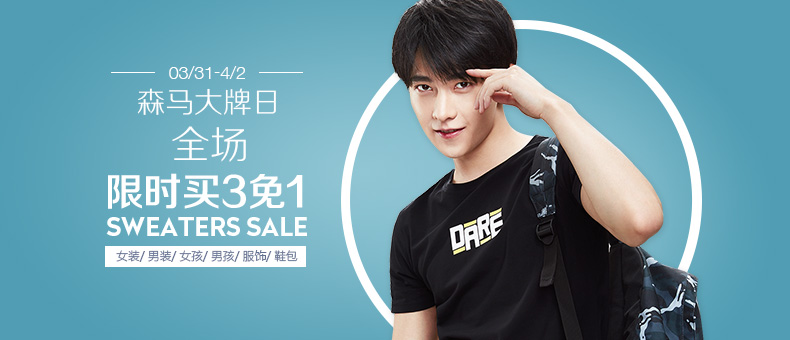 03/31-4/2
森马大牌日
全场
限时买3免1
SWEATERS SALE
女装/ 男装/ 女孩/ 男孩/ 服饰/ 鞋包
DARE